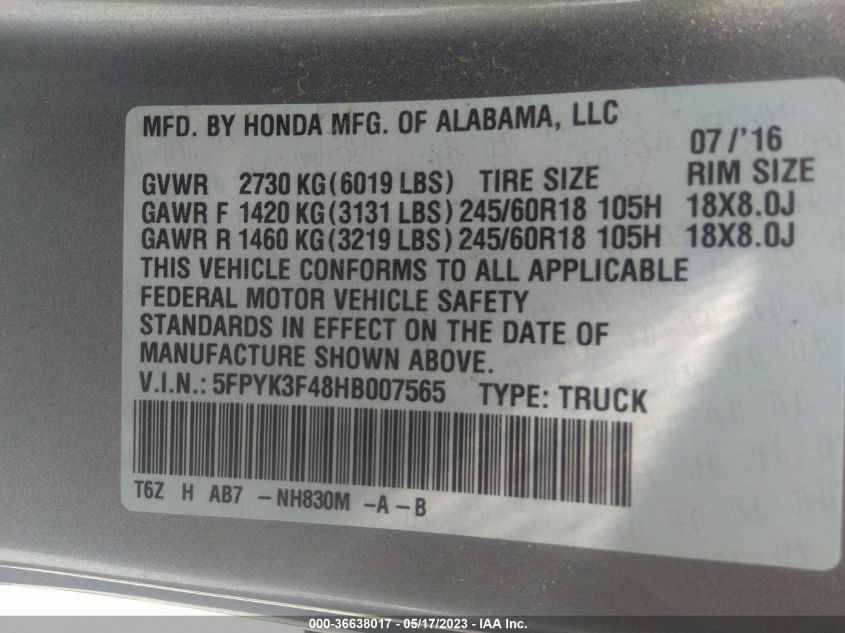 MFD. BY HONDA MFG. OF ALABAMA, LLC
07/'16
GVWR 2730 KG (6019 LBS) TIRE SIZE RIM SIZE
GAWR F 1420 KG (3131 LBS) 245/60R18 105H 18X8.0J
GAWR R 1460 KG (3219 LBS) 245/60R18 105H 18X8.0J
THIS VEHICLE CONFORMS TO ALL APPLICABLE
FEDERAL MOTOR VEHICLE SAFETY
STANDARDS IN EFFECT ON THE DATE OF
MANUFACTURE SHOWN ABOVE.
V.I.N.: 5FPYK3F48HB007565 TYPE: TRUCK
T6Z H AB7 - NH830M - A - B
000-36638017 - 05/17/2023 - IAA Inc.